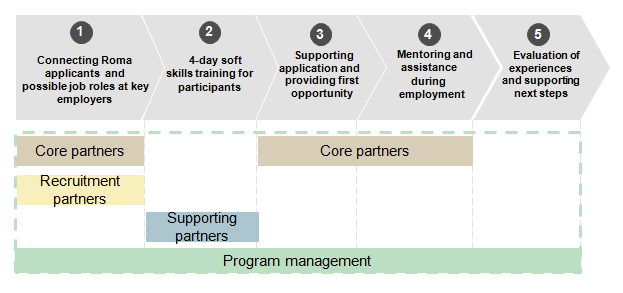 1
Connecting Roma
applicants and
possible job roles at key
employers
2
4-day soft
skills training for
participants
3
Supporting
application and
providing first
opportunity
4
Mentoring and
assistance
during
employment
5
Evaluation of
experiences
and supporting
next steps
Core partners
Core partners
Recruitment
partners
Supporting
partners
Program management